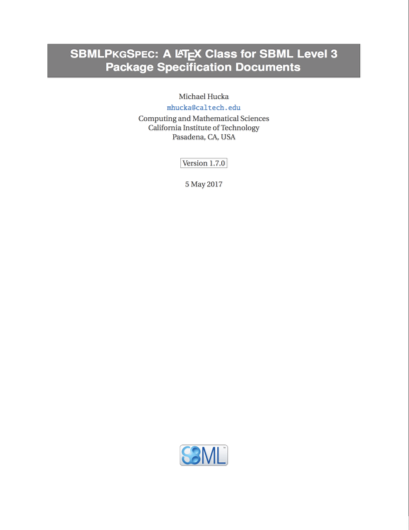 SBMLPKGSPEC: A LATEX Class for SBML Level 3
Package Specification Documents
Michael Hucka
mhucka@caltech.edu
Computing and Mathematical Sciences
California Institute of Technology
Pasadena, CA, USA
Version 1.7.0
5 May 2017
SBML